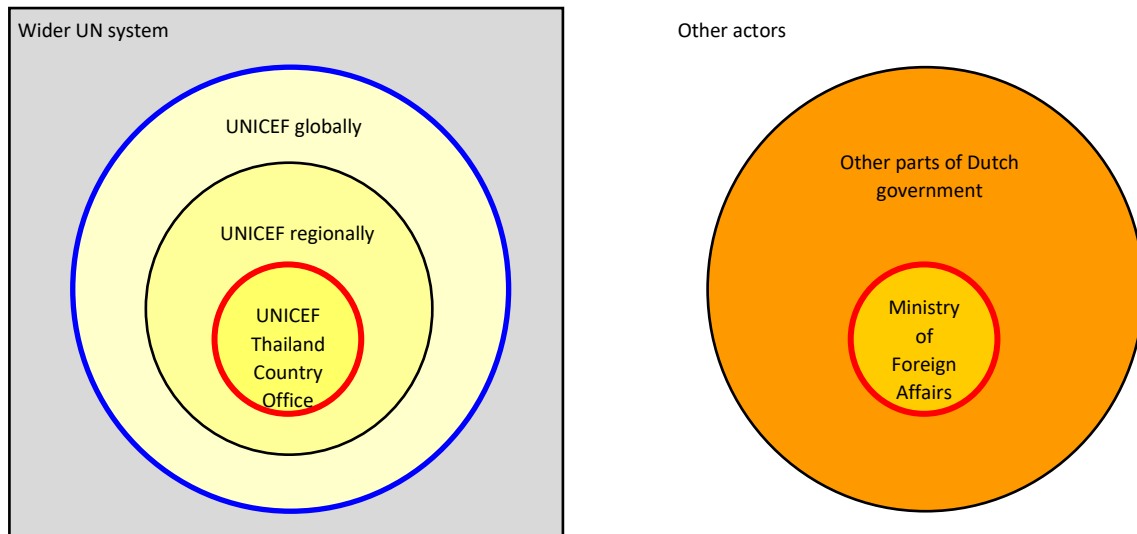 Wider UN system
UNICEF globally
UNICEF regionally
UNICEF
Thailand
Country
Office
Other actors
Other parts of Dutch
government
Ministry
of
Foreign
Affairs